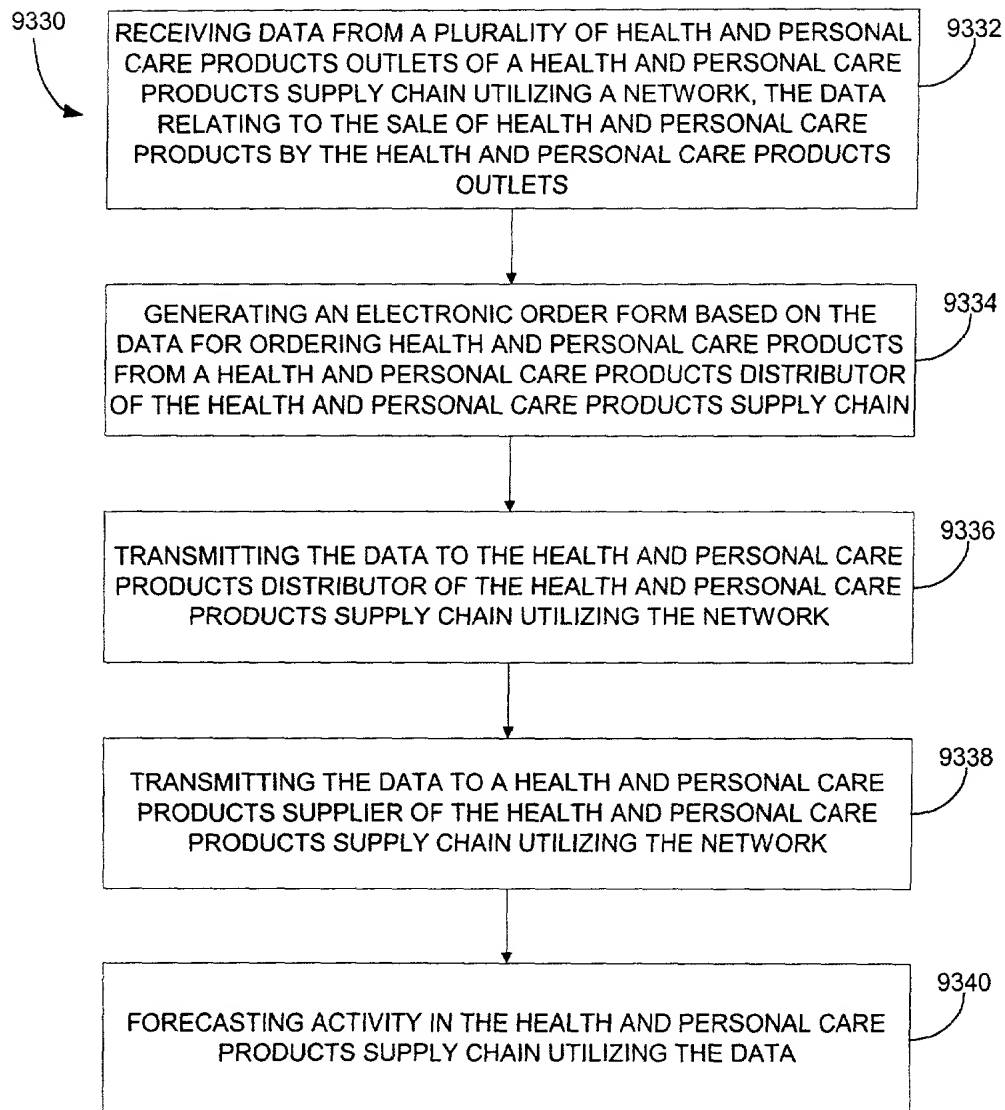 9330
9332
RECEIVING DATA FROM A PLURALITY OF HEALTH AND PERSONAL
CARE PRODUCTS OUTLETS OF A HEALTH AND PERSONAL CARE
PRODUCTS SUPPLY CHAIN UTILIZING A NETWORK, THE DATA
RELATING TO THE SALE OF HEALTH AND PERSONAL CARE
PRODUCTS BY THE HEALTH AND PERSONAL CARE PRODUCTS
OUTLETS
9334
GENERATING AN ELECTRONIC ORDER FORM BASED ON THE
DATA FOR ORDERING HEALTH AND PERSONAL CARE PRODUCTS
FROM A HEALTH AND PERSONAL CARE PRODUCTS DISTRIBUTOR
OF THE HEALTH AND PERSONAL CARE PRODUCTS SUPPLY CHAIN
9336
TRANSMITTING THE DATA TO THE HEALTH AND PERSONAL CARE
PRODUCTS DISTRIBUTOR OF THE HEALTH AND PERSONAL CARE
PRODUCTS SUPPLY CHAIN UTILIZING THE NETWORK
9338
TRANSMITTING THE DATA TO A HEALTH AND PERSONAL CARE
PRODUCTS SUPPLIER OF THE HEALTH AND PERSONAL CARE
PRODUCTS SUPPLY CHAIN UTILIZING THE NETWORK
9340
FORECASTING ACTIVITY IN THE HEALTH AND PERSONAL CARE
PRODUCTS SUPPLY CHAIN UTILIZING THE DATA